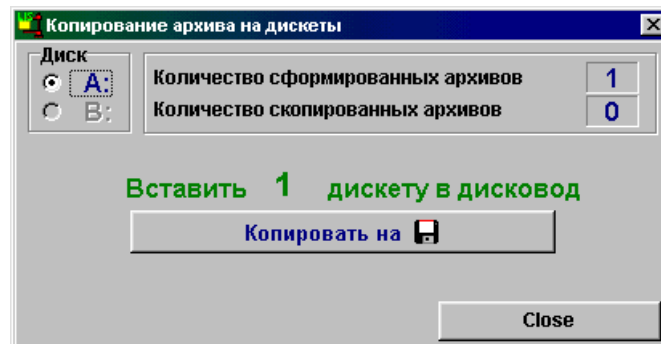 Копирование архива на дискеты
Диск
A:
B:
Количество сформированных архивов 1
Количество скопированных архивов 0
Вставить 1 дискету в дисковод
Копировать на
Close